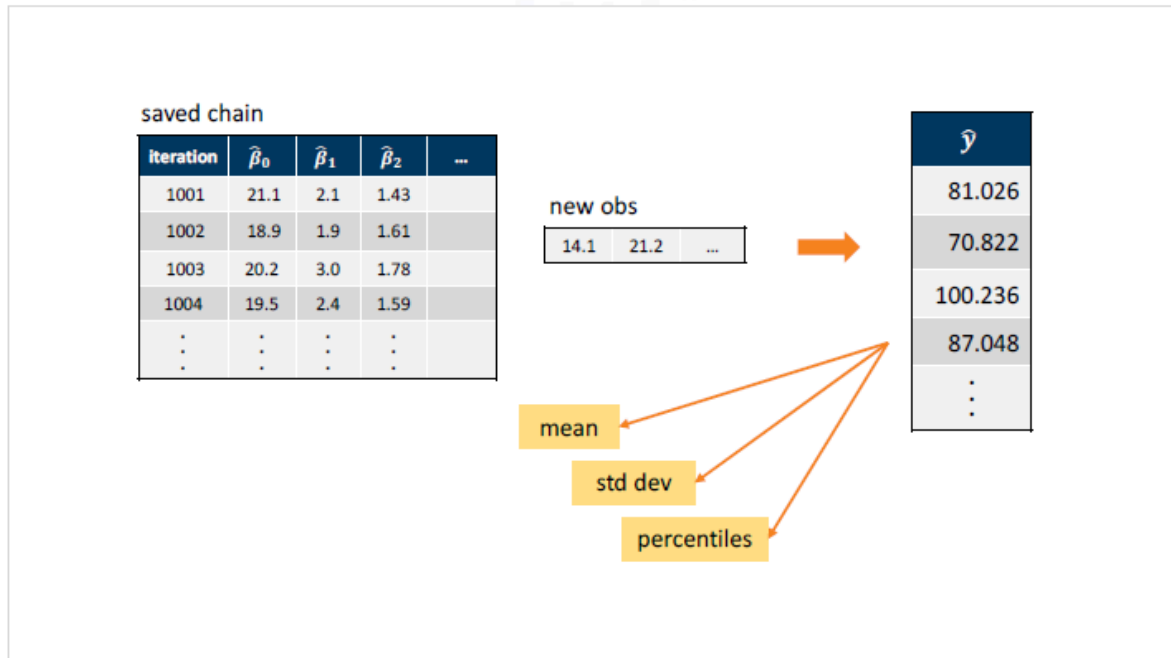 saved chain
iteration β̂₀ β̂₁ β̂₂ ...
1001 21.1 2.1 1.43
1002 18.9 1.9 1.61
1003 20.2 3.0 1.78
1004 19.5 2.4 1.59
⋮ ⋮ ⋮ ⋮
new obs
14.1 21.2 ...
ŷ
81.026
70.822
100.236
87.048
⋮
mean
std dev
percentiles